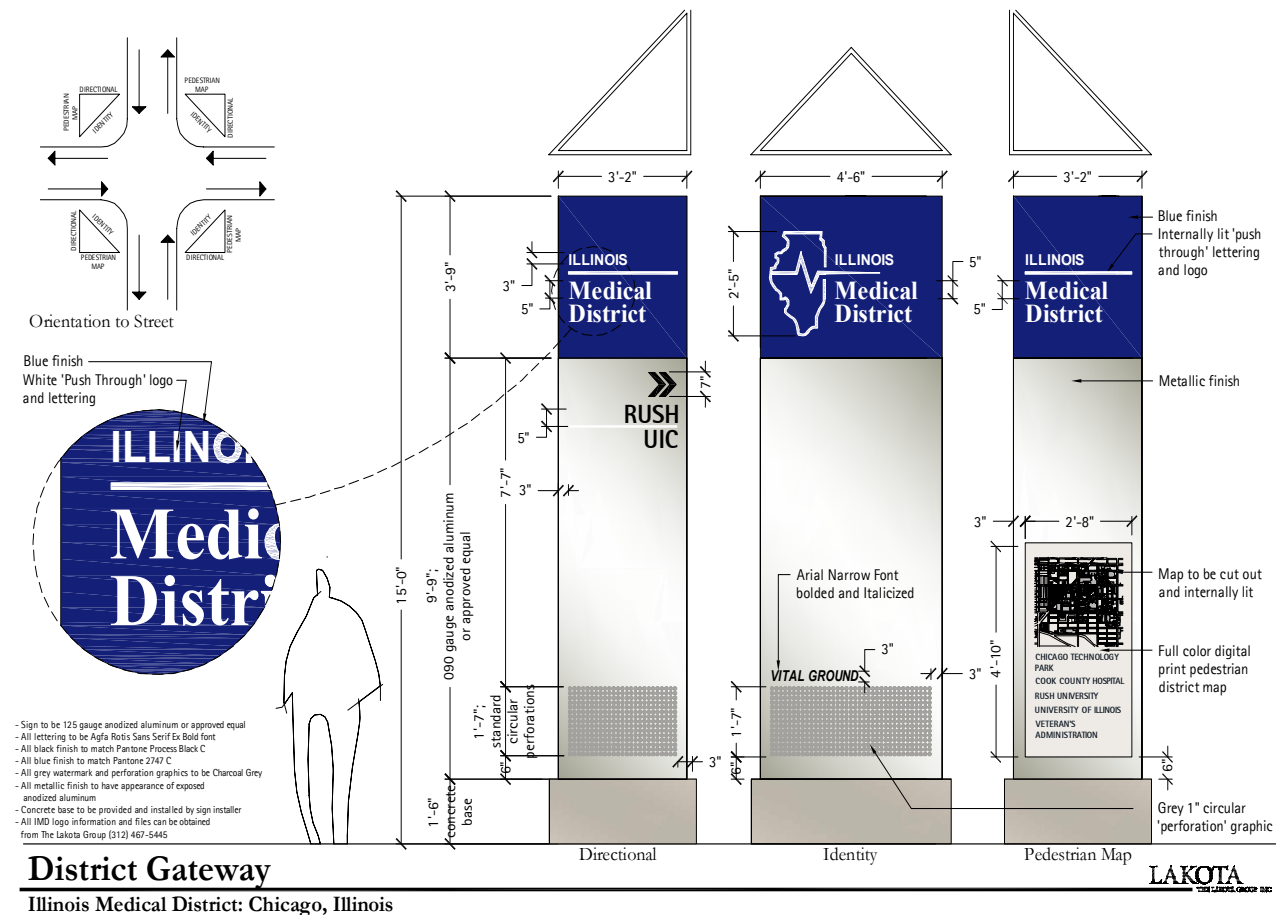 DIRECTIONAL
PEDESTRIAN
MAP
IDENTITY
PEDESTRIAN
MAP
DIRECTIONAL
IDENTITY
DIRECTIONAL
IDENTITY
PEDESTRIAN
MAP
IDENTITY
PEDESTRIAN
MAP
DIRECTIONAL
Orientation to Street
Blue finish
White 'Push Through' logo
and lettering
ILLINOI
Medic
Distri
- Sign to be 125 gauge anodized aluminum or approved equal
- All lettering to be Agfa Rotis Sans Serif Ex Bold font
- All black finish to match Pantone Process Black C
- All blue finish to match Pantone 2747 C
- All grey watermark and perforation graphics to be Charcoal Grey
- All metallic finish to have appearance of exposed
anodized aluminum
- Concrete base to be provided and installed by sign installer
- All IMD logo information and files can be obtained
from The Lakota Group (312) 467-5445
15'-0"
3'-9"
9'-9";
090 gauge anodized aluminum
or approved equal
1'-6"
concrete
base
7'-7"
1'-7";
standard
circular
perforations
6"
3'-2"
3"
5"
ILLINOIS
Medical
District
7"
RUSH
UIC
5"
3"
3"
Directional
4'-6"
2'-5"
ILLINOIS
Medical
District
5"
5"
Arial Narrow Font
bolded and Italicized
3"
VITAL GROUND
3"
1'-7"
6"
Identity
3'-2"
ILLINOIS
Medical
District
Blue finish
Internally lit 'push
through' lettering
and logo
Metallic finish
3"
2'-8"
4'-10"
Map to be cut out
and internally lit
Full color digital
print pedestrian
district map
CHICAGO TECHNOLOGY
PARK
COOK COUNTY HOSPITAL
RUSH UNIVERSITY
UNIVERSITY OF ILLINOIS
VETERAN'S
ADMINISTRATION
6"
Grey 1" circular
'perforation' graphic
Pedestrian Map
District Gateway
LAKOTA
THE LAKOTA GROUP INC
Illinois Medical District: Chicago, Illinois